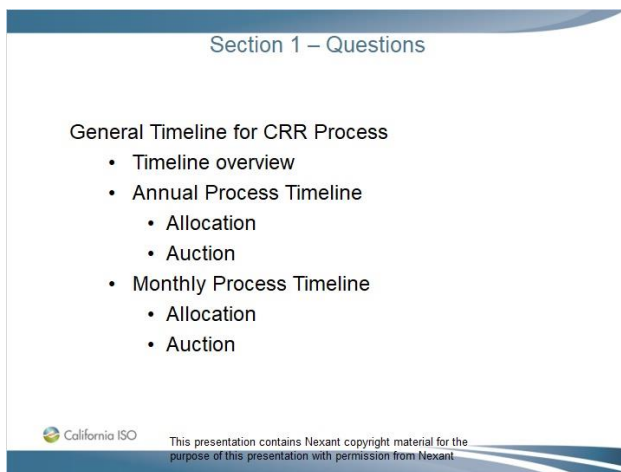 Section 1 – Questions
General Timeline for CRR Process
• Timeline overview
• Annual Process Timeline
• Allocation
• Auction
• Monthly Process Timeline
• Allocation
• Auction
California ISO
This presentation contains Nexant copyright material for the
purpose of this presentation with permission from Nexant